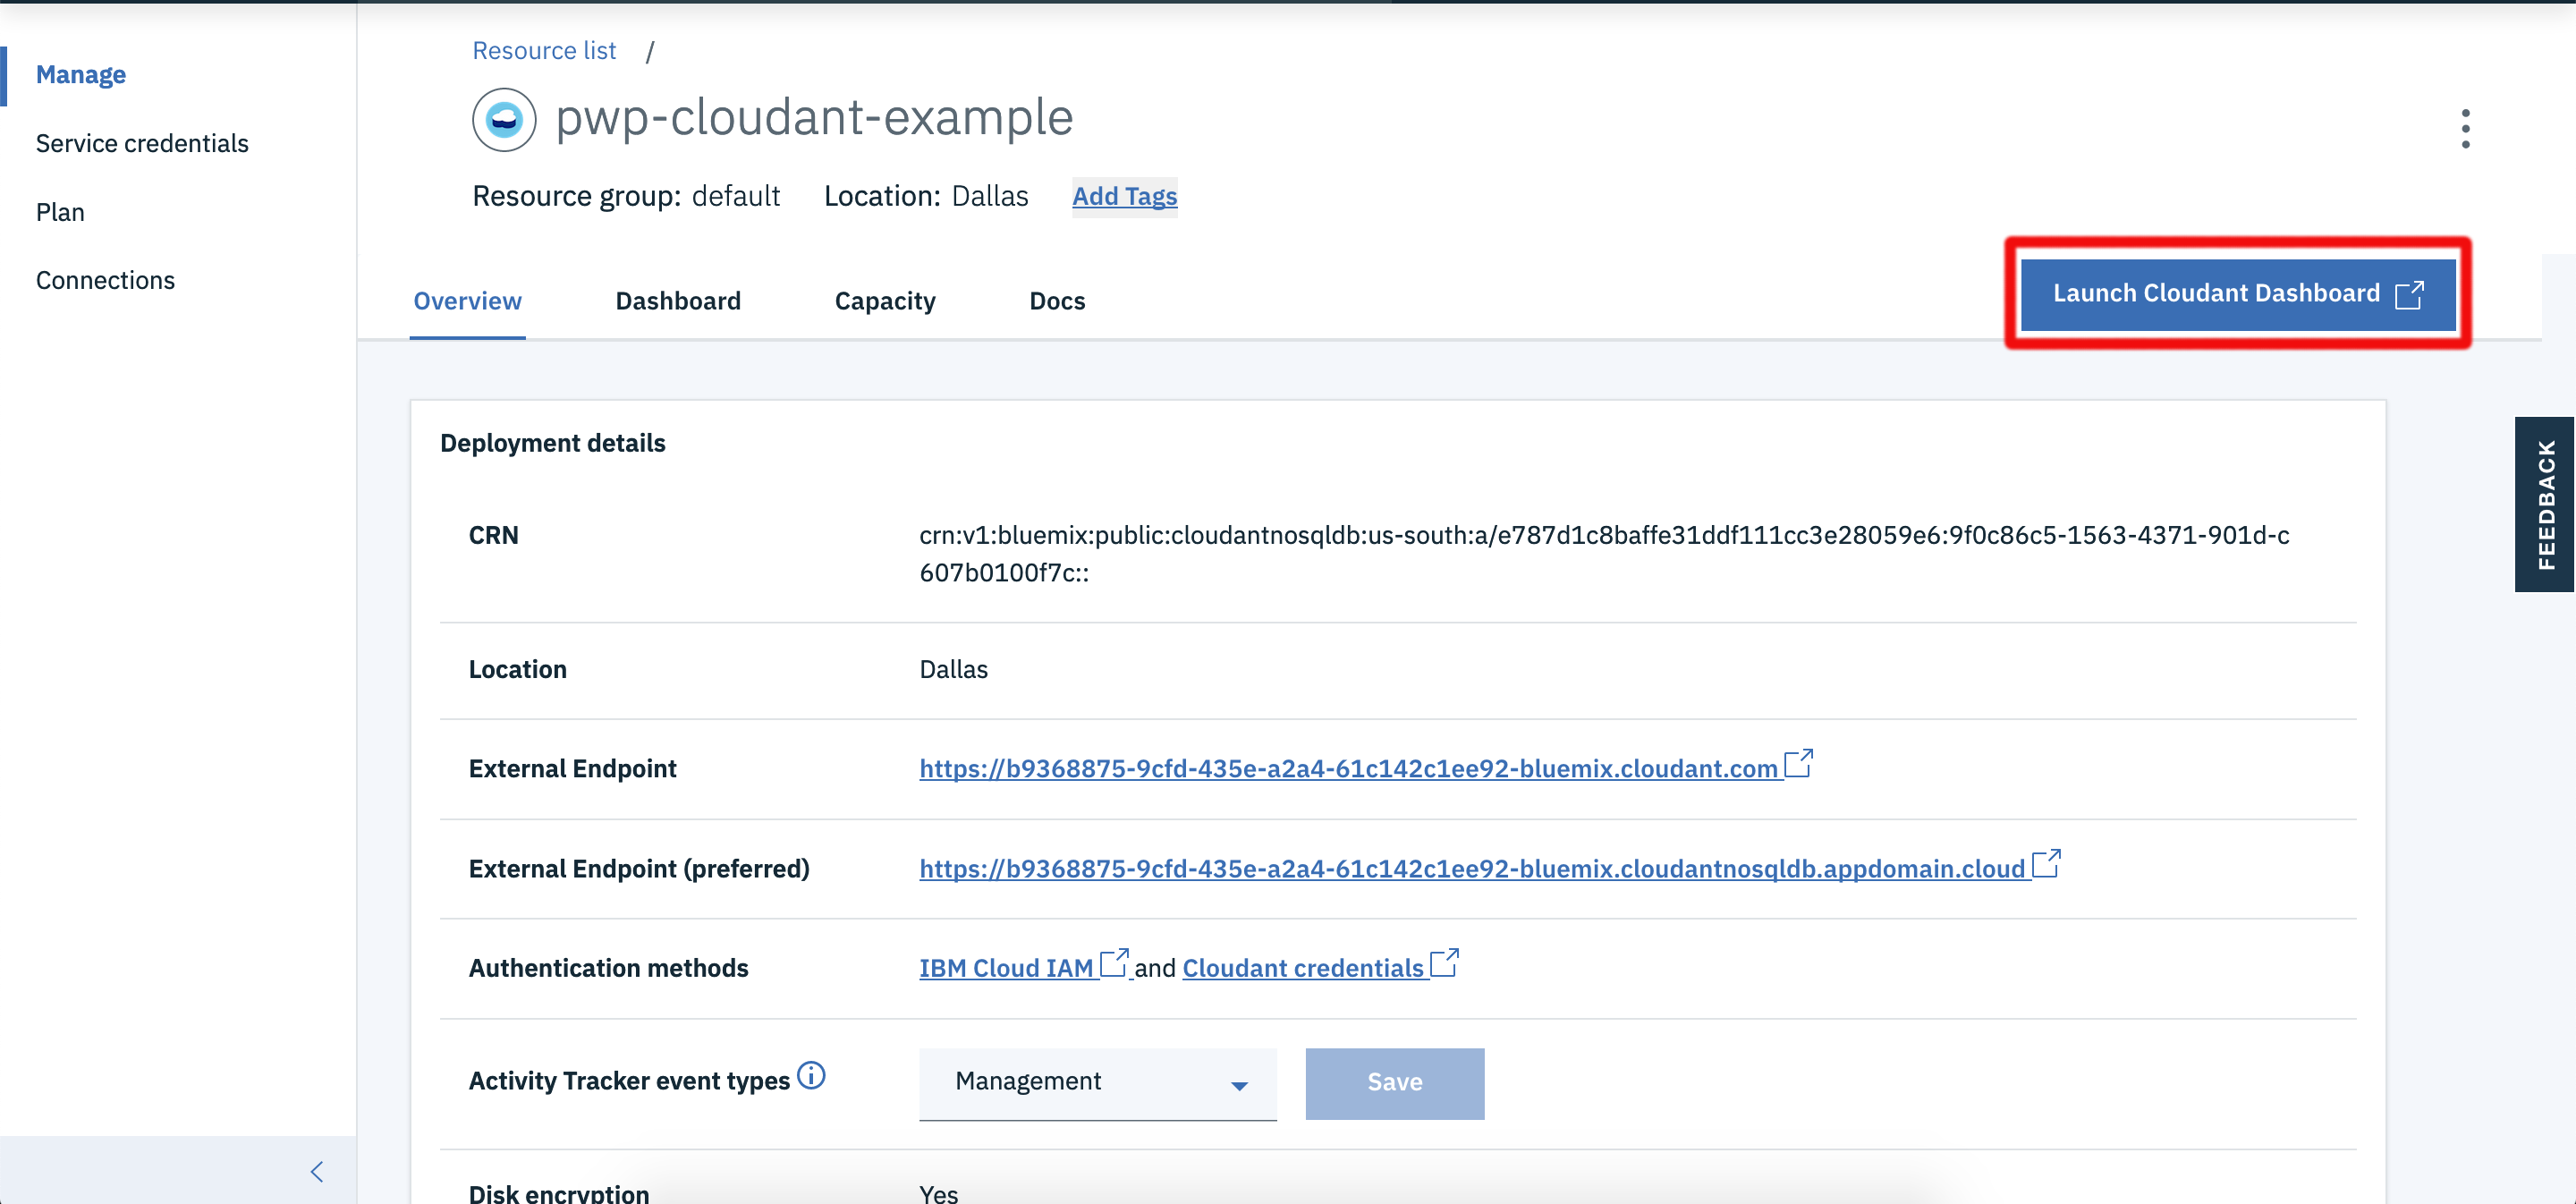 Manage
Service credentials
Plan
Connections
Resource list /
pwp-cloudant-example
Resource group: default Location: Dallas Add Tags
Overview Dashboard Capacity Docs Launch Cloudant Dashboard
FEEDBACK
Deployment details
CRN crn:v1:bluemix:public:cloudantnosqldb:us-south:a/e787d1c8baffe31ddf111cc3e28059e6:9f0c86c5-1563-4371-901d-c
607b0100f7c::
Location Dallas
External Endpoint https://b9368875-9cfd-435e-a2a4-61c142c1ee92-bluemix.cloudant.com
External Endpoint (preferred) https://b9368875-9cfd-435e-a2a4-61c142c1ee92-bluemix.cloudantnosqldb.appdomain.cloud
Authentication methods IBM Cloud IAM and Cloudant credentials
Activity Tracker event types Management Save
Disk encryption Yes